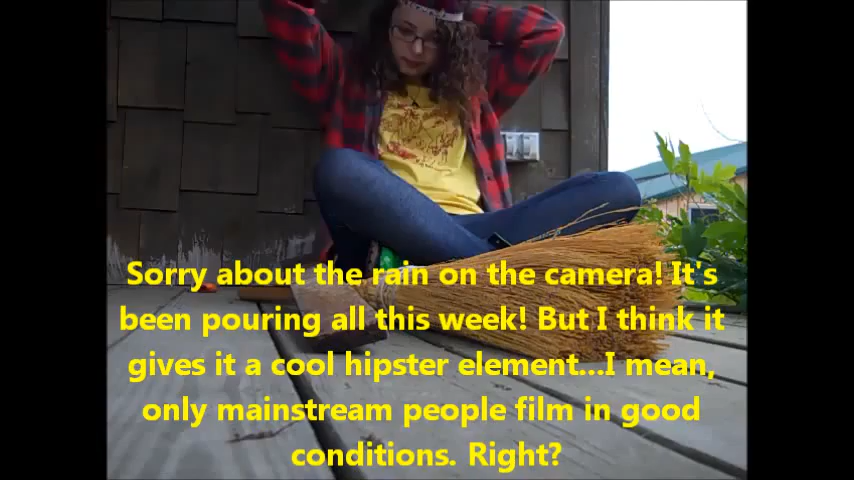 Sorry about the rain on the camera! It's
been pouring all this week! But I think it
gives it a cool hipster element...I mean,
only mainstream people film in good
conditions. Right?